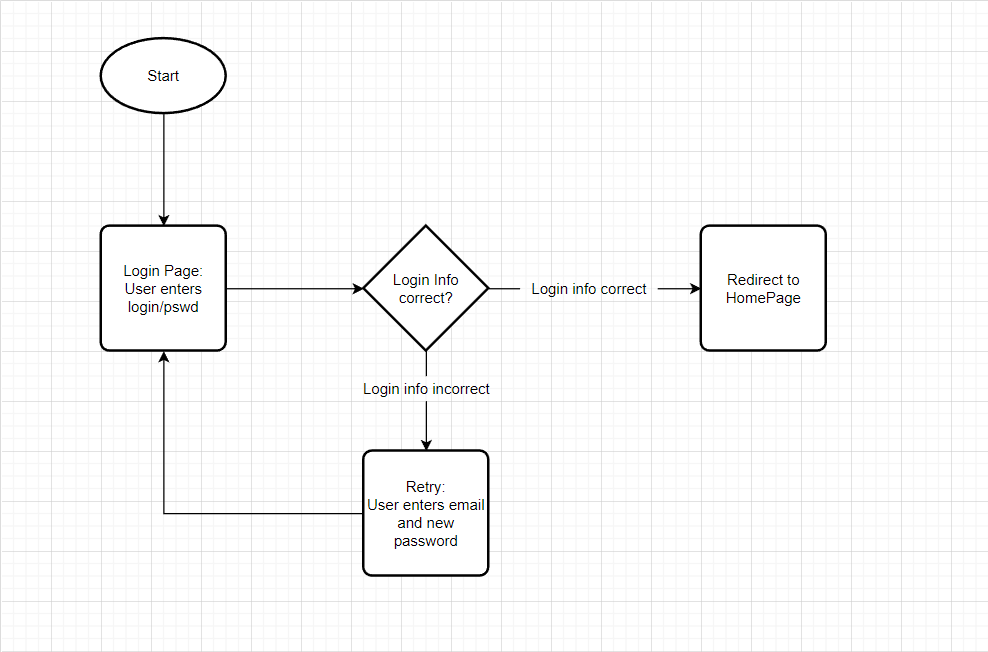 Start
Login Page:
User enters
login/pswd
Login Info
correct?
Login info correct
Redirect to
HomePage
Login info incorrect
Retry:
User enters email
and new
password